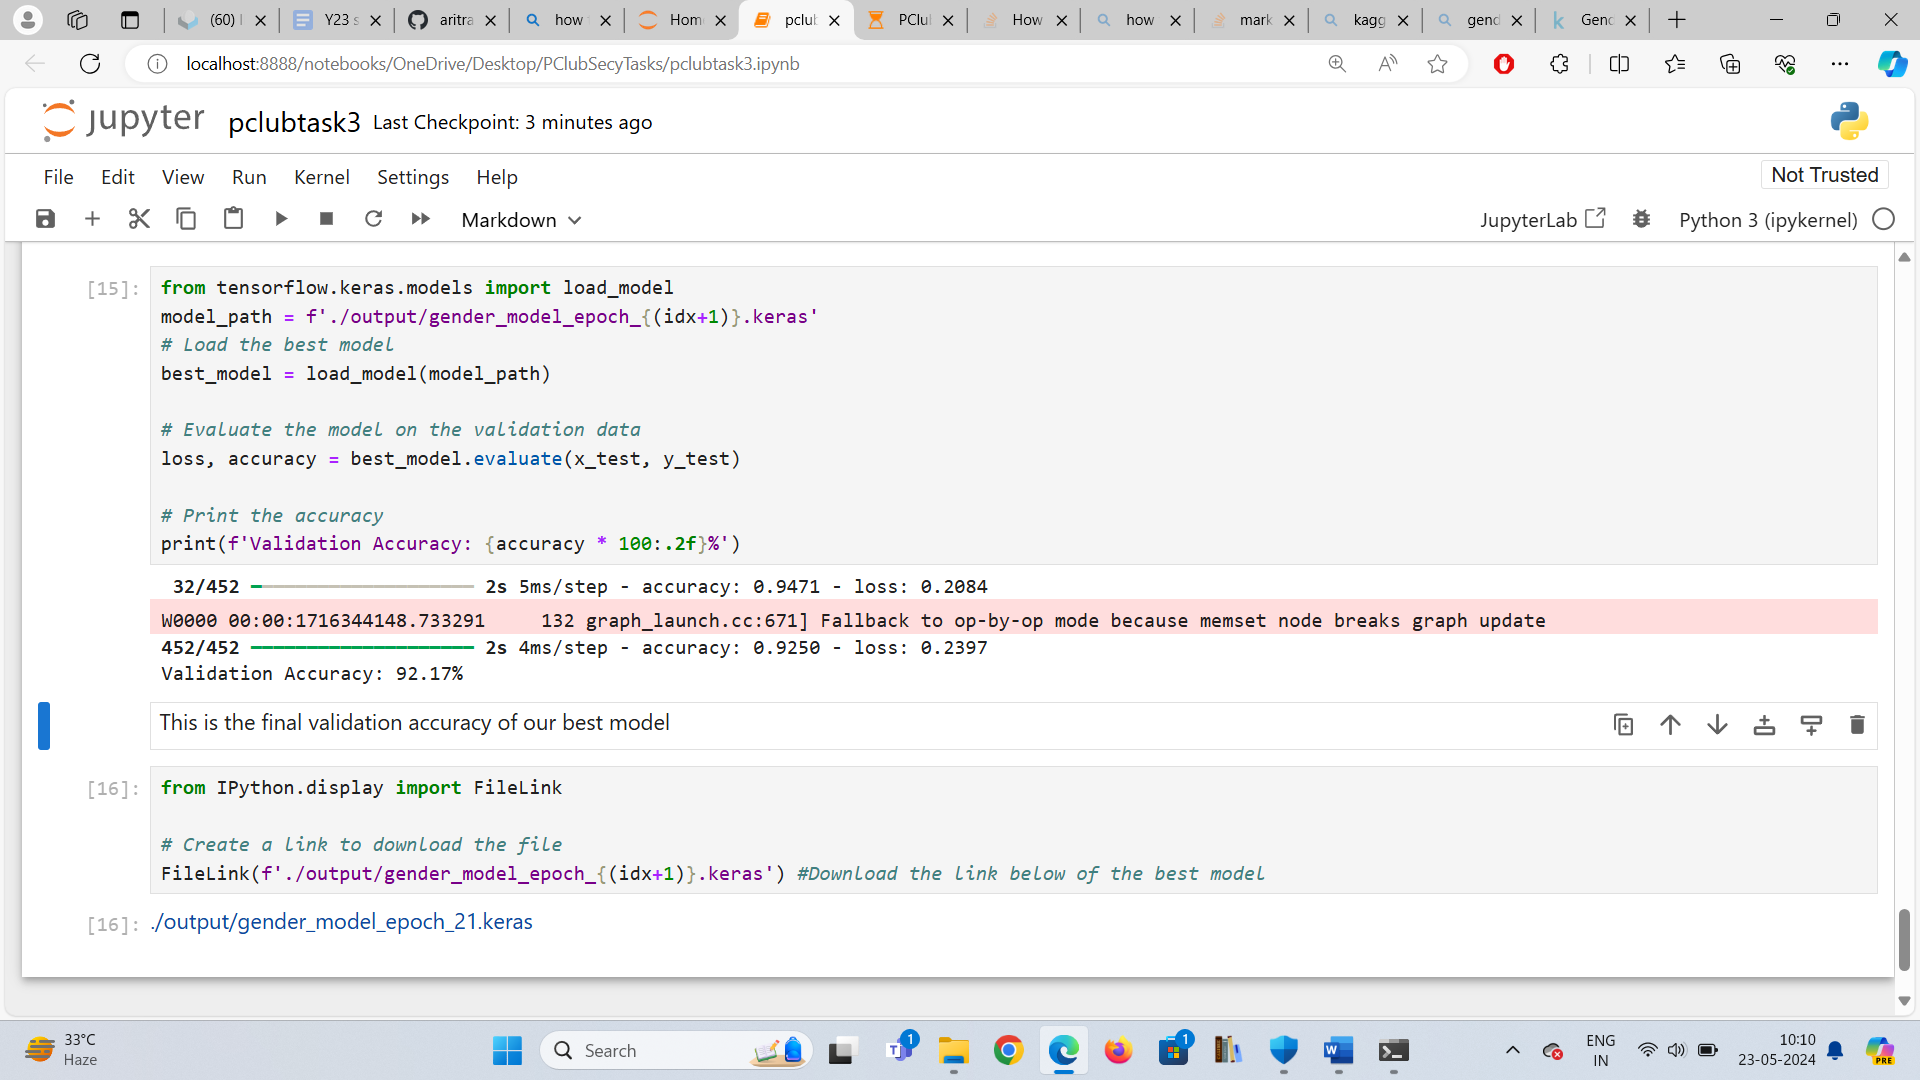 (60) I
Y23 s
aritra
how t
Home
pclub
PClub
How
how
mark
kagg
gend
Gend
localhost:8888/notebooks/OneDrive/Desktop/PClubSecyTasks/pclubtask3.ipynb
jupyter pclubtask3 Last Checkpoint: 3 minutes ago
File Edit View Run Kernel Settings Help
Not Trusted
Markdown
JupyterLab
Python 3 (ipykernel)
[15]:
from tensorflow.keras.models import load_model
model_path = f'./output/gender_model_epoch_{(idx+1)}.keras'
# Load the best model
best_model = load_model(model_path)
# Evaluate the model on the validation data
loss, accuracy = best_model.evaluate(x_test, y_test)
# Print the accuracy
print(f'Validation Accuracy: {accuracy * 100:.2f}%')
32/452 2s 5ms/step - accuracy: 0.9471 - loss: 0.2084
W0000 00:00:1716344148.733291 132 graph_launch.cc:671] Fallback to op-by-op mode because memset node breaks graph update
452/452 2s 4ms/step - accuracy: 0.9250 - loss: 0.2397
Validation Accuracy: 92.17%
This is the final validation accuracy of our best model
[16]:
from IPython.display import FileLink
# Create a link to download the file
FileLink(f'./output/gender_model_epoch_{(idx+1)}.keras') #Download the link below of the best model
[16]: ./output/gender_model_epoch_21.keras
33°C
Haze
Search
1
1
ENG
IN
10:10
23-05-2024
PRE